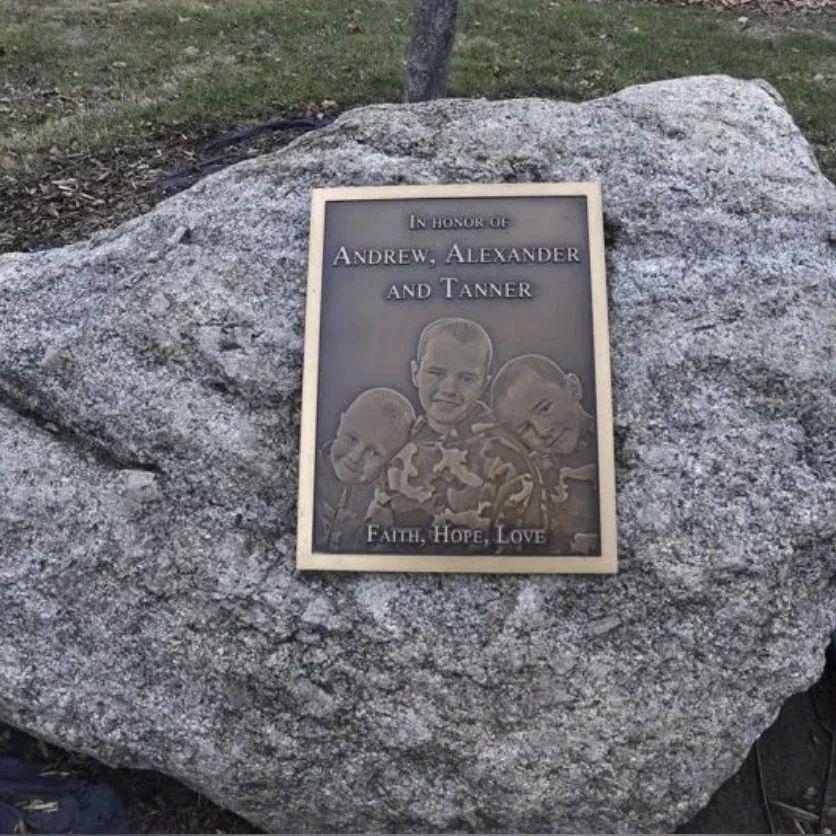 In honor of
Andrew, Alexander
and Tanner
Faith, Hope, Love